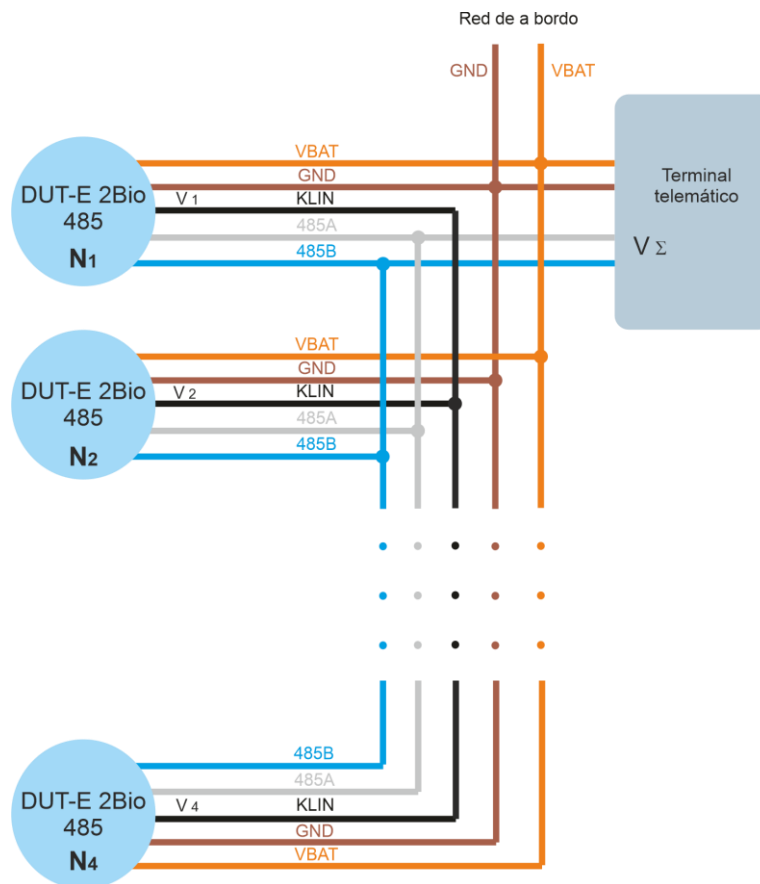 Red de a bordo
GND
VBAT
VBAT
GND
V 1 KLIN
485A
485B
DUT-E 2Bio
485
N1
Terminal
telemático
V Σ
VBAT
GND
V 2 KLIN
485A
485B
DUT-E 2Bio
485
N2
485B
485A
V 4 KLIN
GND
VBAT
DUT-E 2Bio
485
N4